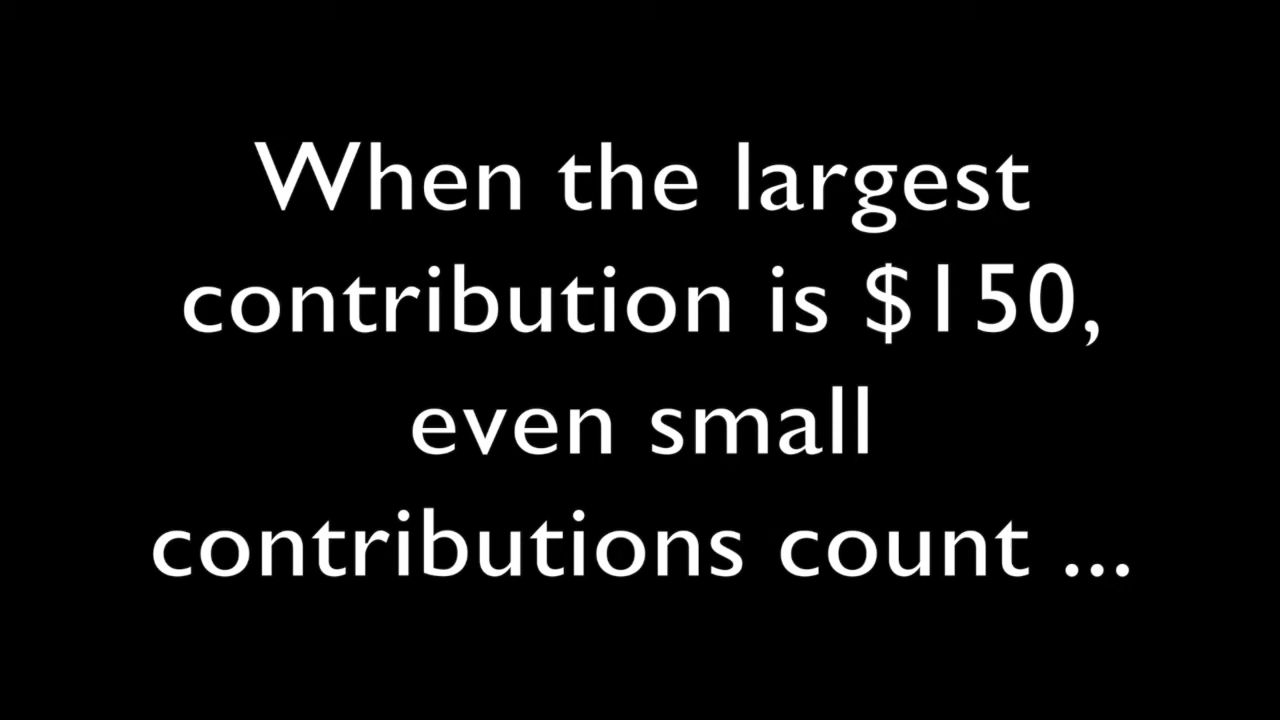 When the largest
contribution is $150,
even small
contributions count ...